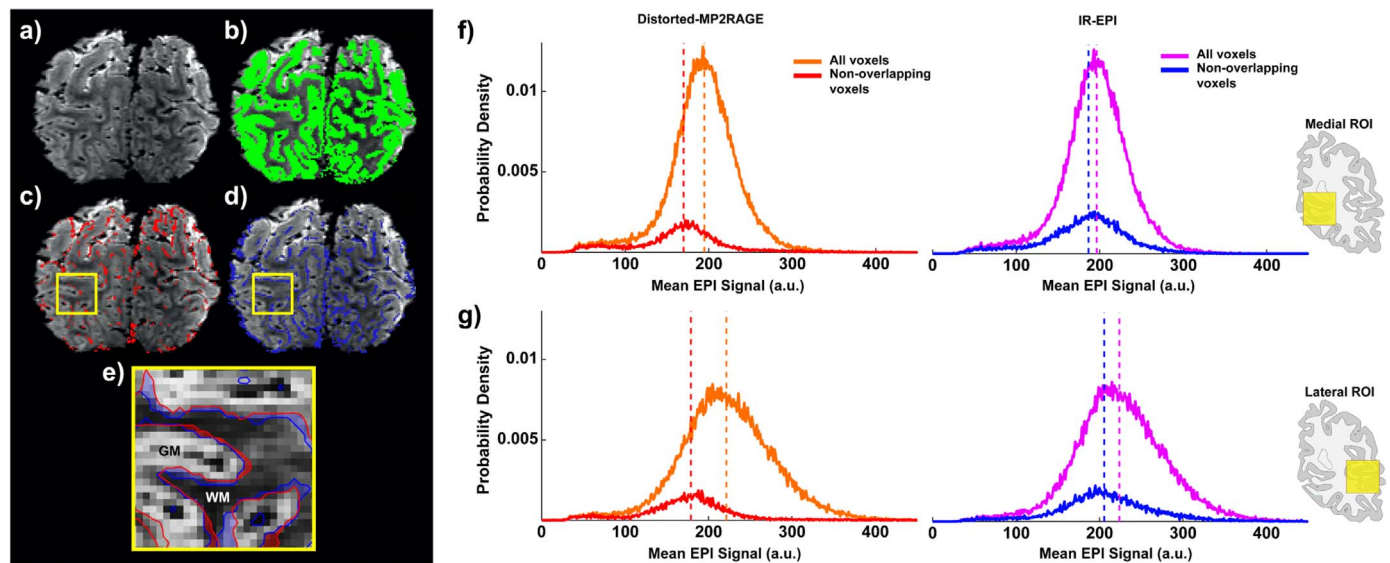 a)
b)
c)
d)
e)
GM
WM
f)
Distorted-MP2RAGE
IR-EPI
All voxels
Non-overlapping
voxels
All voxels
Non-overlapping
voxels
Medial ROI
Probability Density
0.01
0.005
0 100 200 300 400
Mean EPI Signal (a.u.)
0 100 200 300 400
Mean EPI Signal (a.u.)
g)
Lateral ROI
Probability Density
0.01
0.005
0 100 200 300 400
Mean EPI Signal (a.u.)
0 100 200 300 400
Mean EPI Signal (a.u.)